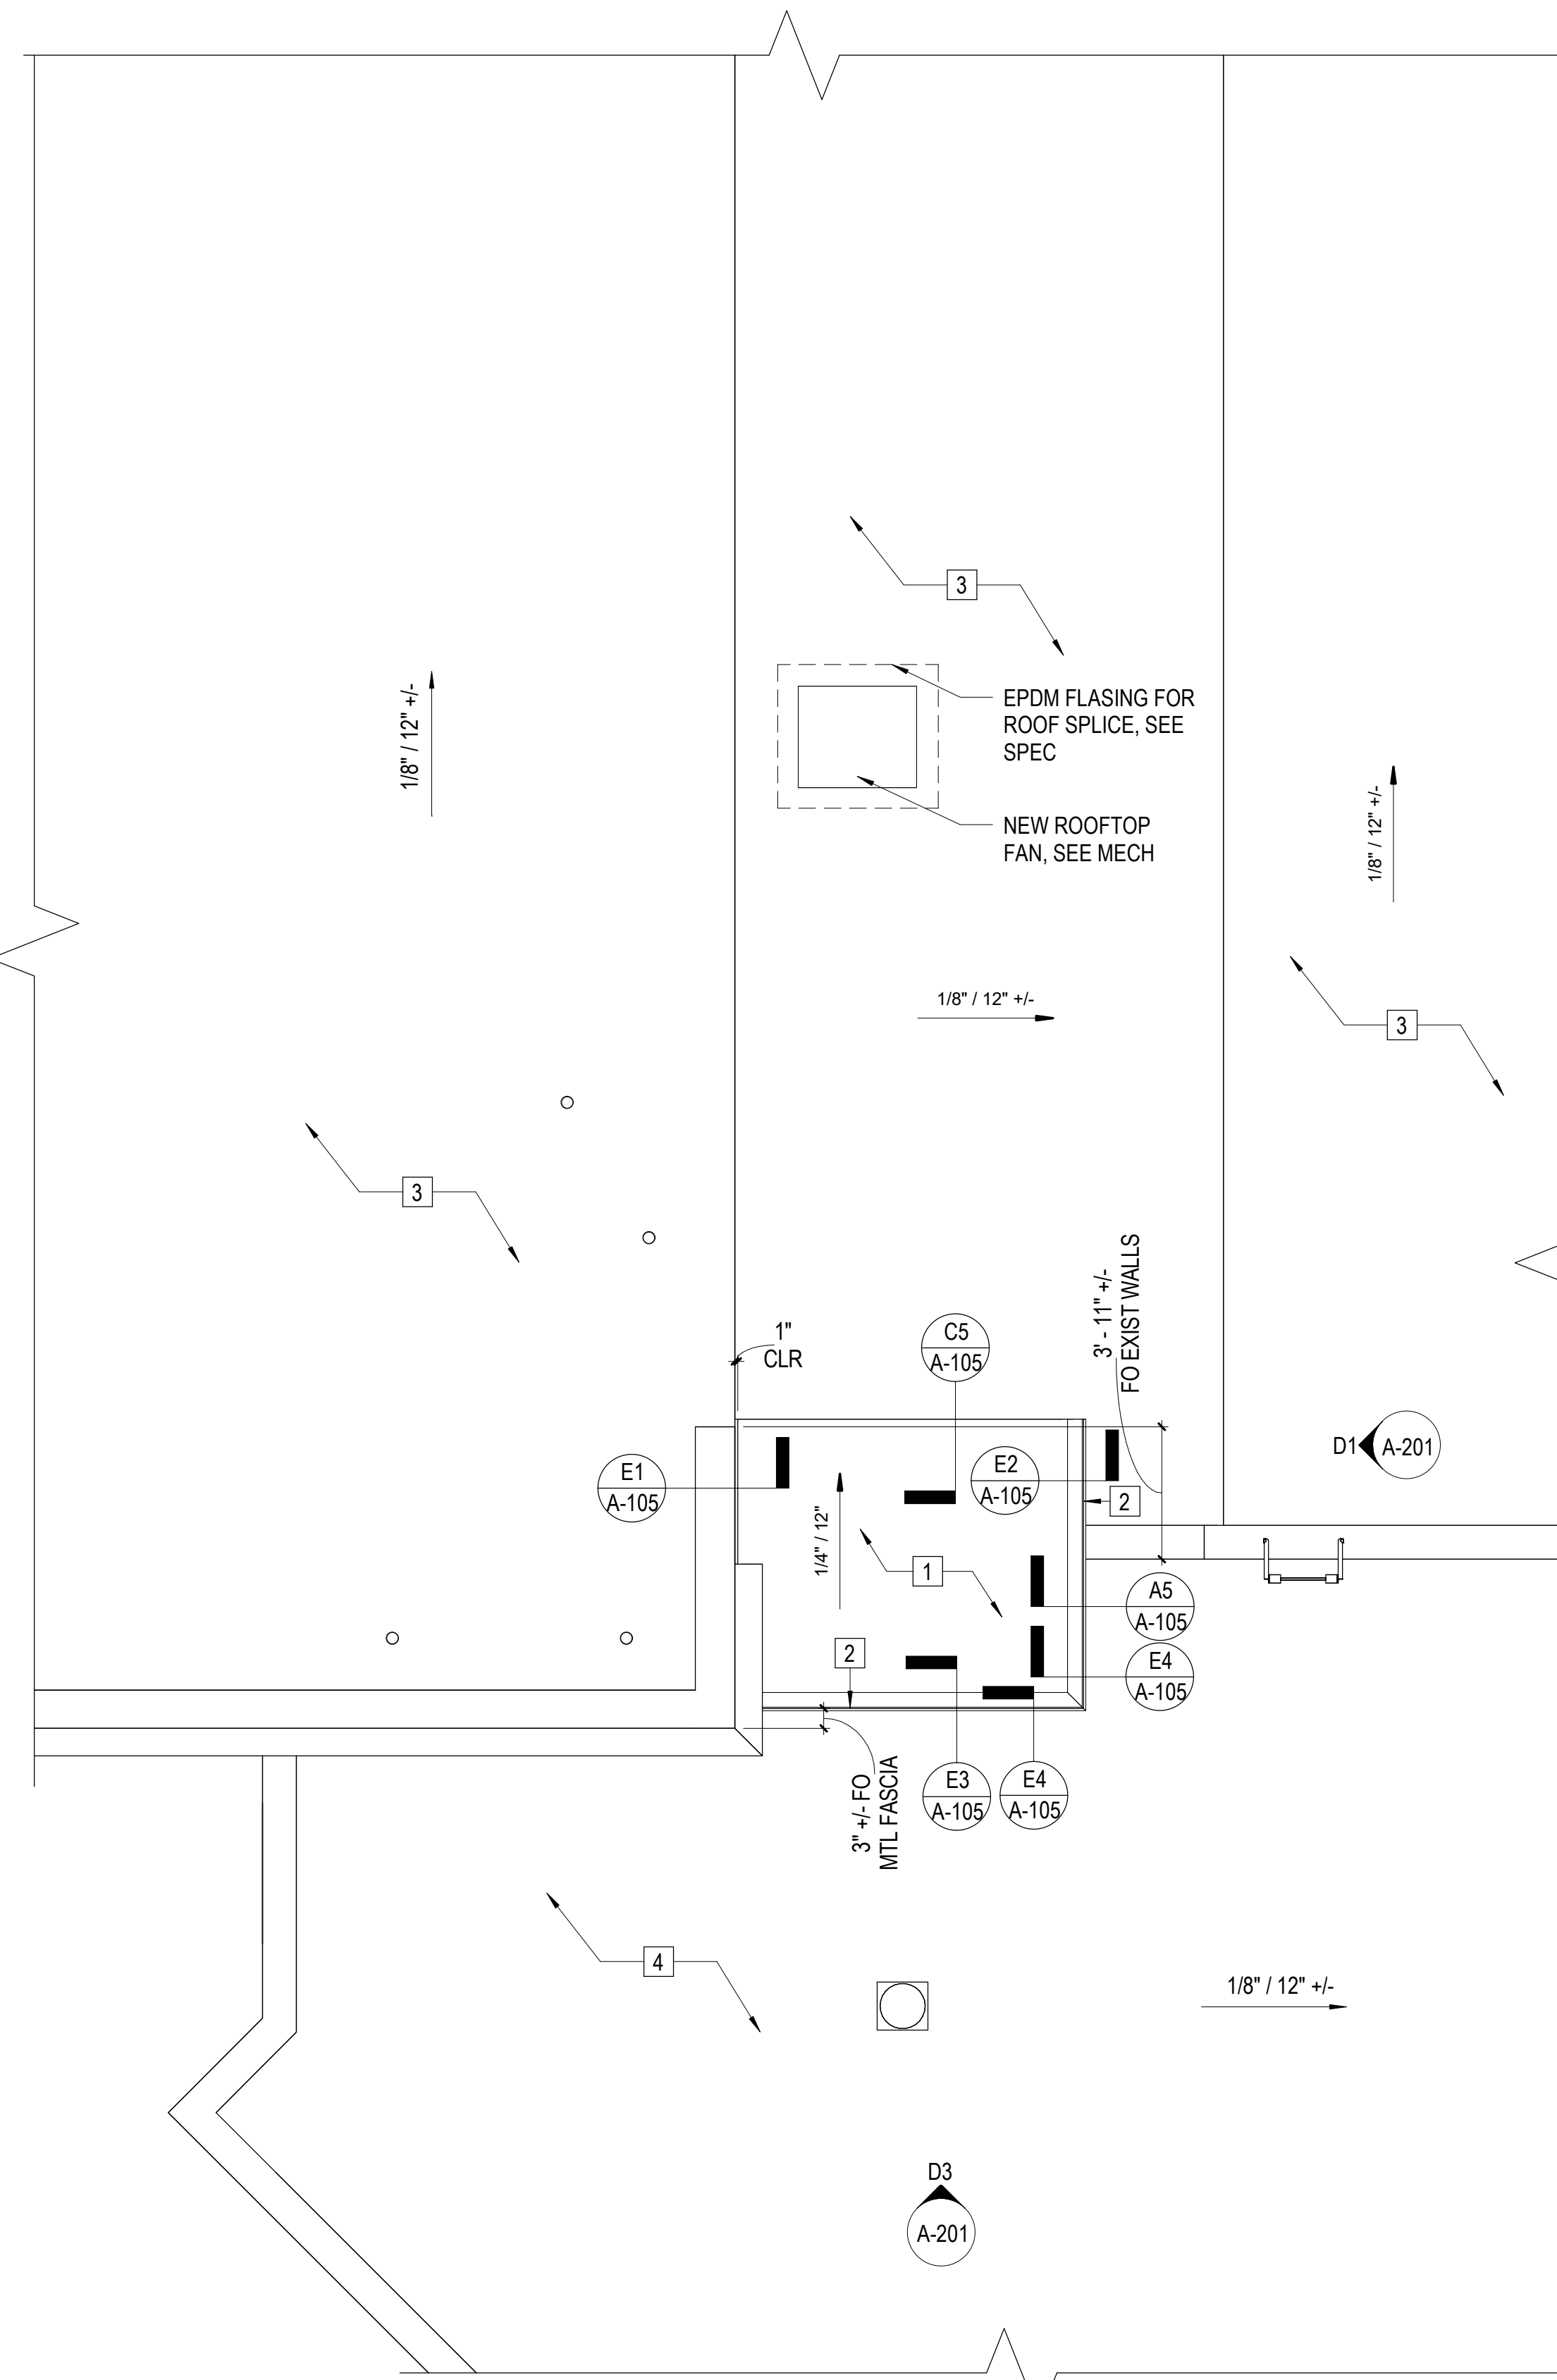 3
EPDM FLASING FOR
ROOF SPLICE, SEE
SPEC
1/8" / 12" +/-
NEW ROOFTOP
FAN, SEE MECH
1/8" / 12" +/-
1/8" / 12" +/-
3
3
3' - 11" +/-
FO EXIST WALLS
1"
CLR
C5
A-105
D1
A-201
E1
A-105
E2
A-105
2
1/4" / 12"
1
A5
A-105
2
E4
A-105
3" +/- FO
MTL FASCIA
E3
A-105
E4
A-105
4
1/8" / 12" +/-
D3
A-201